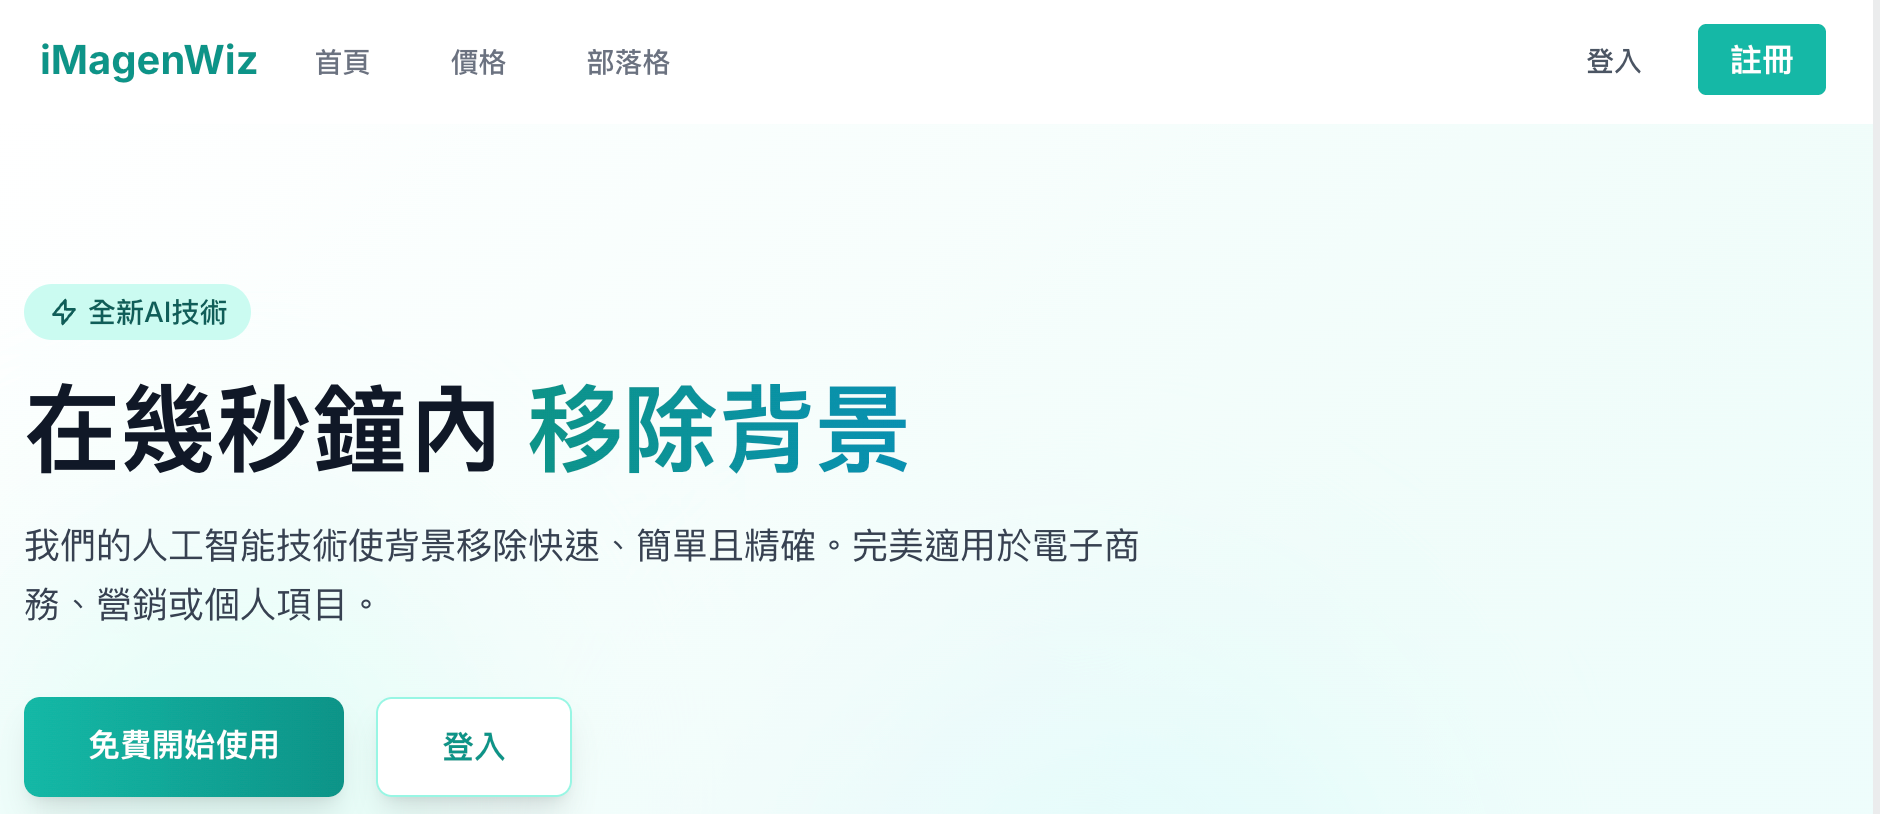 iMagenWiz 首頁 價格 部落格 登入 註冊
全新AI技術
在幾秒鐘內 移除背景
我們的人工智能技術使背景移除快速、簡單且精確。完美適用於電子商
務、營銷或個人項目。
免費開始使用 登入